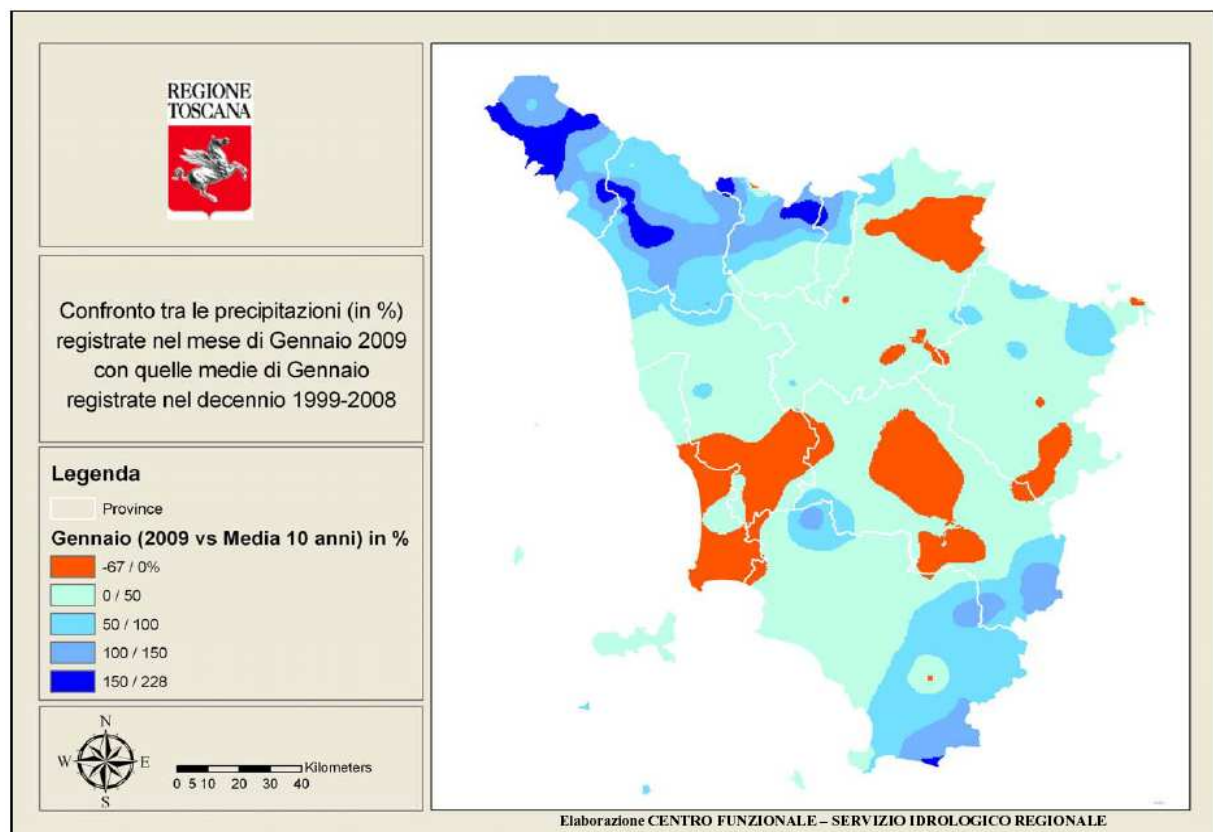 REGIONE
TOSCANA
Confronto tra le precipitazioni (in %)
registrate nel mese di Gennaio 2009
con quelle medie di Gennaio
registrate nel decennio 1999-2008
Legenda
Province
Gennaio (2009 vs Media 10 anni) in %
-67 / 0%
0 / 50
50 / 100
100 / 150
150 / 228
N
W E
S
Kilometers
0 5 10 20 30 40
Elaborazione CENTRO FUNZIONALE – SERVIZIO IDROLOGICO REGIONALE